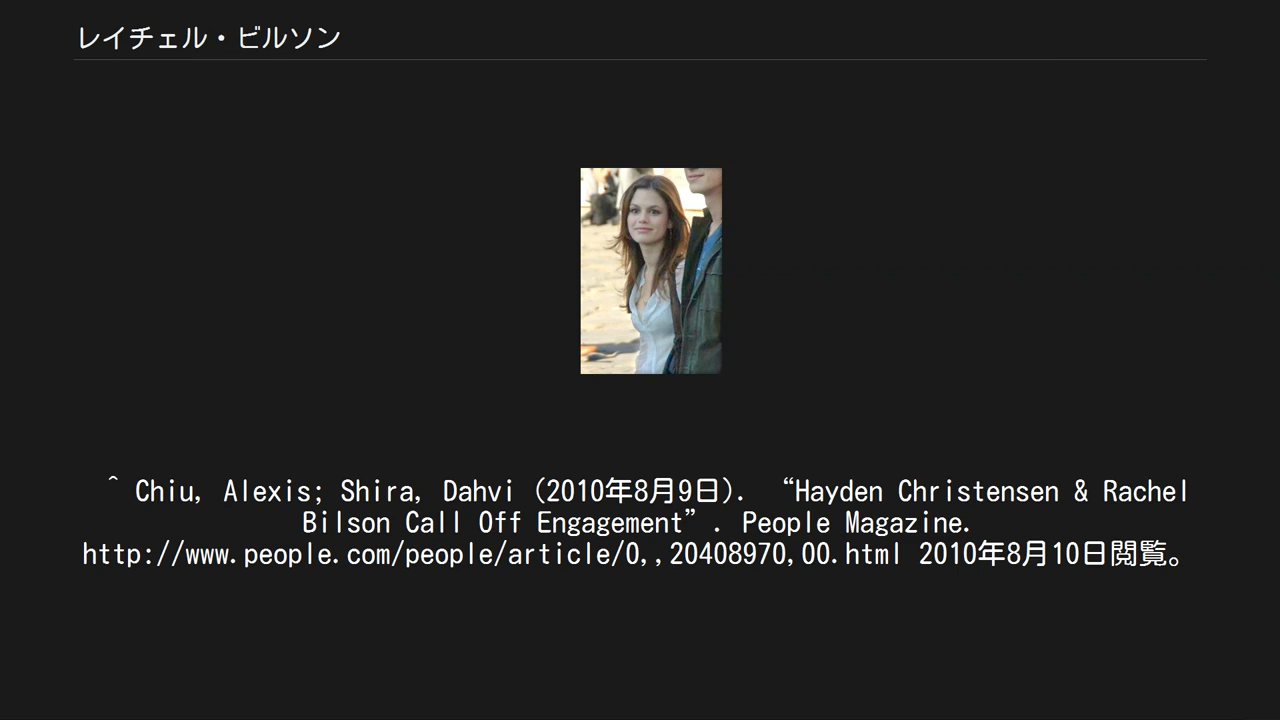 レイチェル・ビルソン
^ Chiu, Alexis; Shira, Dahvi (2010年8月9日). “Hayden Christensen & Rachel
Bilson Call Off Engagement”. People Magazine.
http://www.people.com/people/article/0,,20408970,00.html 2010年8月10日閲覧。